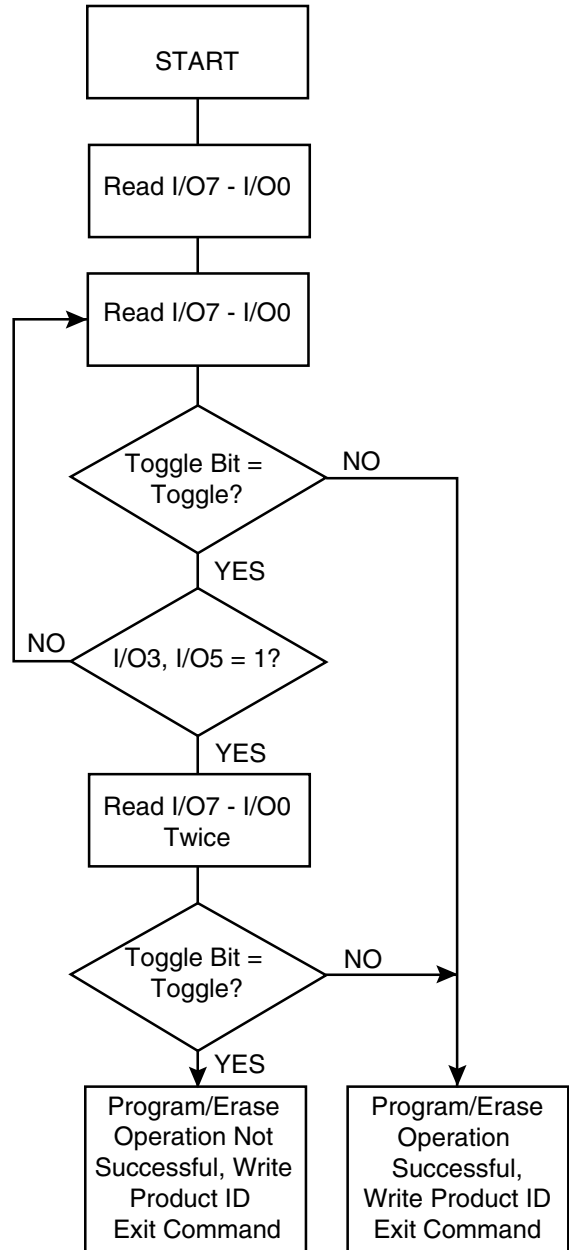 START
Read I/O7 - I/O0
Read I/O7 - I/O0
Toggle Bit =
Toggle?
NO
YES
NO
I/O3, I/O5 = 1?
YES
Read I/O7 - I/O0
Twice
Toggle Bit =
Toggle?
NO
YES
Program/Erase
Operation Not
Successful, Write
Product ID
Exit Command
Program/Erase
Operation
Successful,
Write Product ID
Exit Command